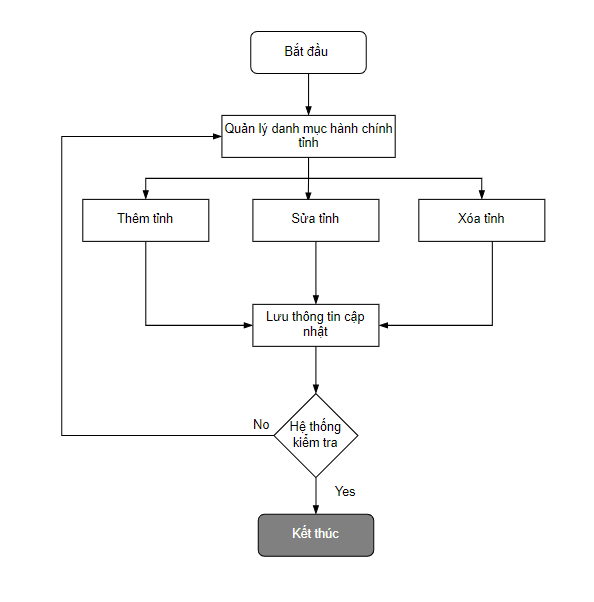 Bắt đầu
Quản lý danh mục hành chính
tỉnh
Thêm tỉnh
Sửa tỉnh
Xóa tỉnh
Lưu thông tin cập
nhật
No
Hệ thống
kiểm tra
Yes
Kết thúc